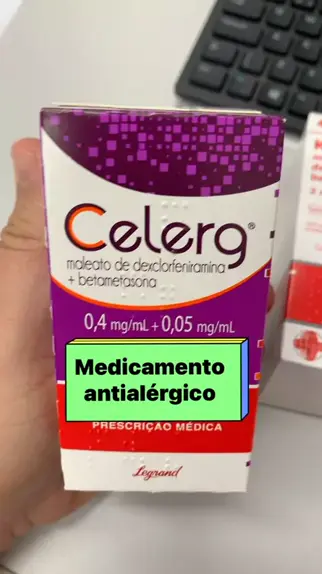 Celerg®
maleato de dexclorfeniramina
+ betametasona
0,4 mg/mL + 0,05 mg/mL
Medicamento
antialérgico
PRESCRIÇÃO MÉDICA
Legrand